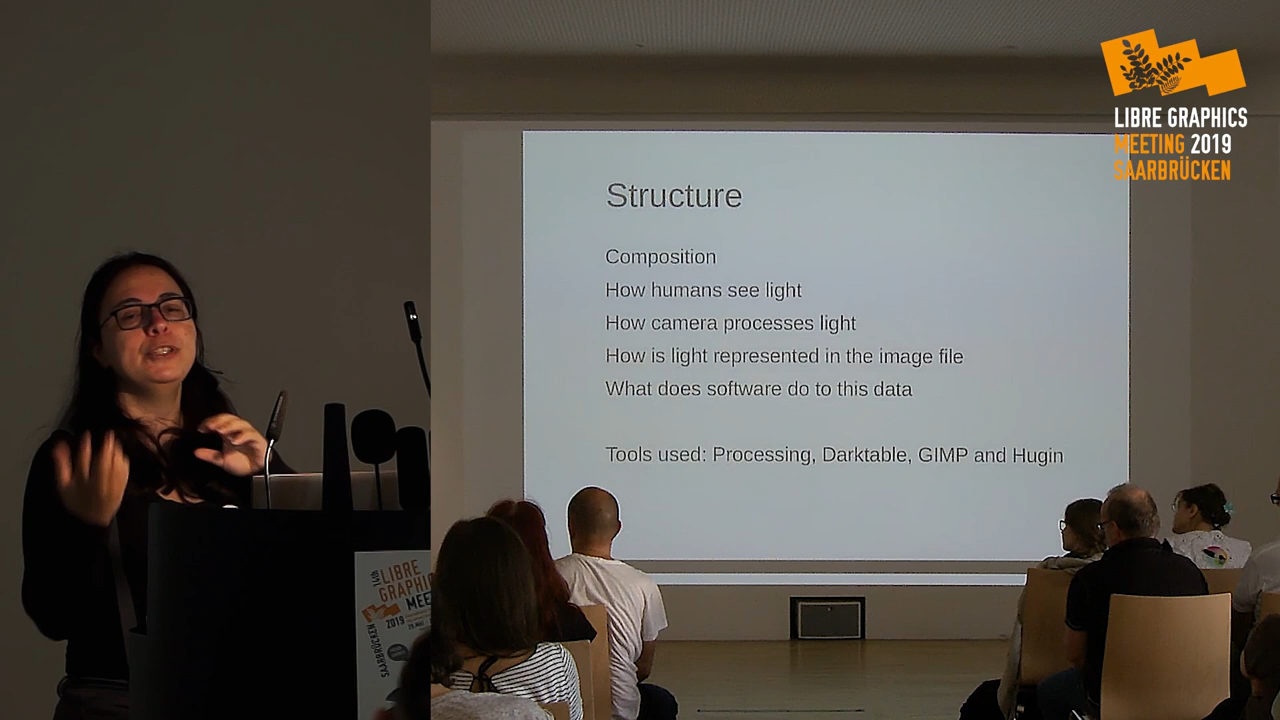 LIBRE GRAPHICS
MEETING 2019
SAARBRÜCKEN
Structure
Composition
How humans see light
How camera processes light
How is light represented in the image file
What does software do to this data
Tools used: Processing, Darktable, GIMP and Hugin
14th
LIBRE
GRAPHIC
MEE
2019
SAARBRÜCKEN